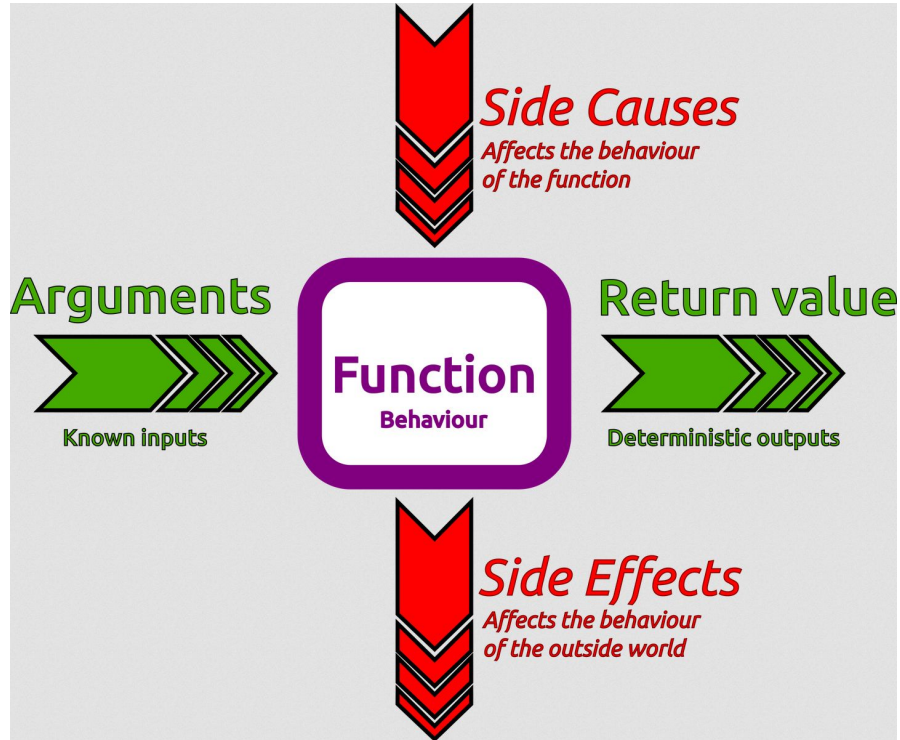 Side Causes
Affects the behaviour
of the function
Arguments
Known inputs
Function
Behaviour
Return value
Deterministic outputs
Side Effects
Affects the behaviour
of the outside world